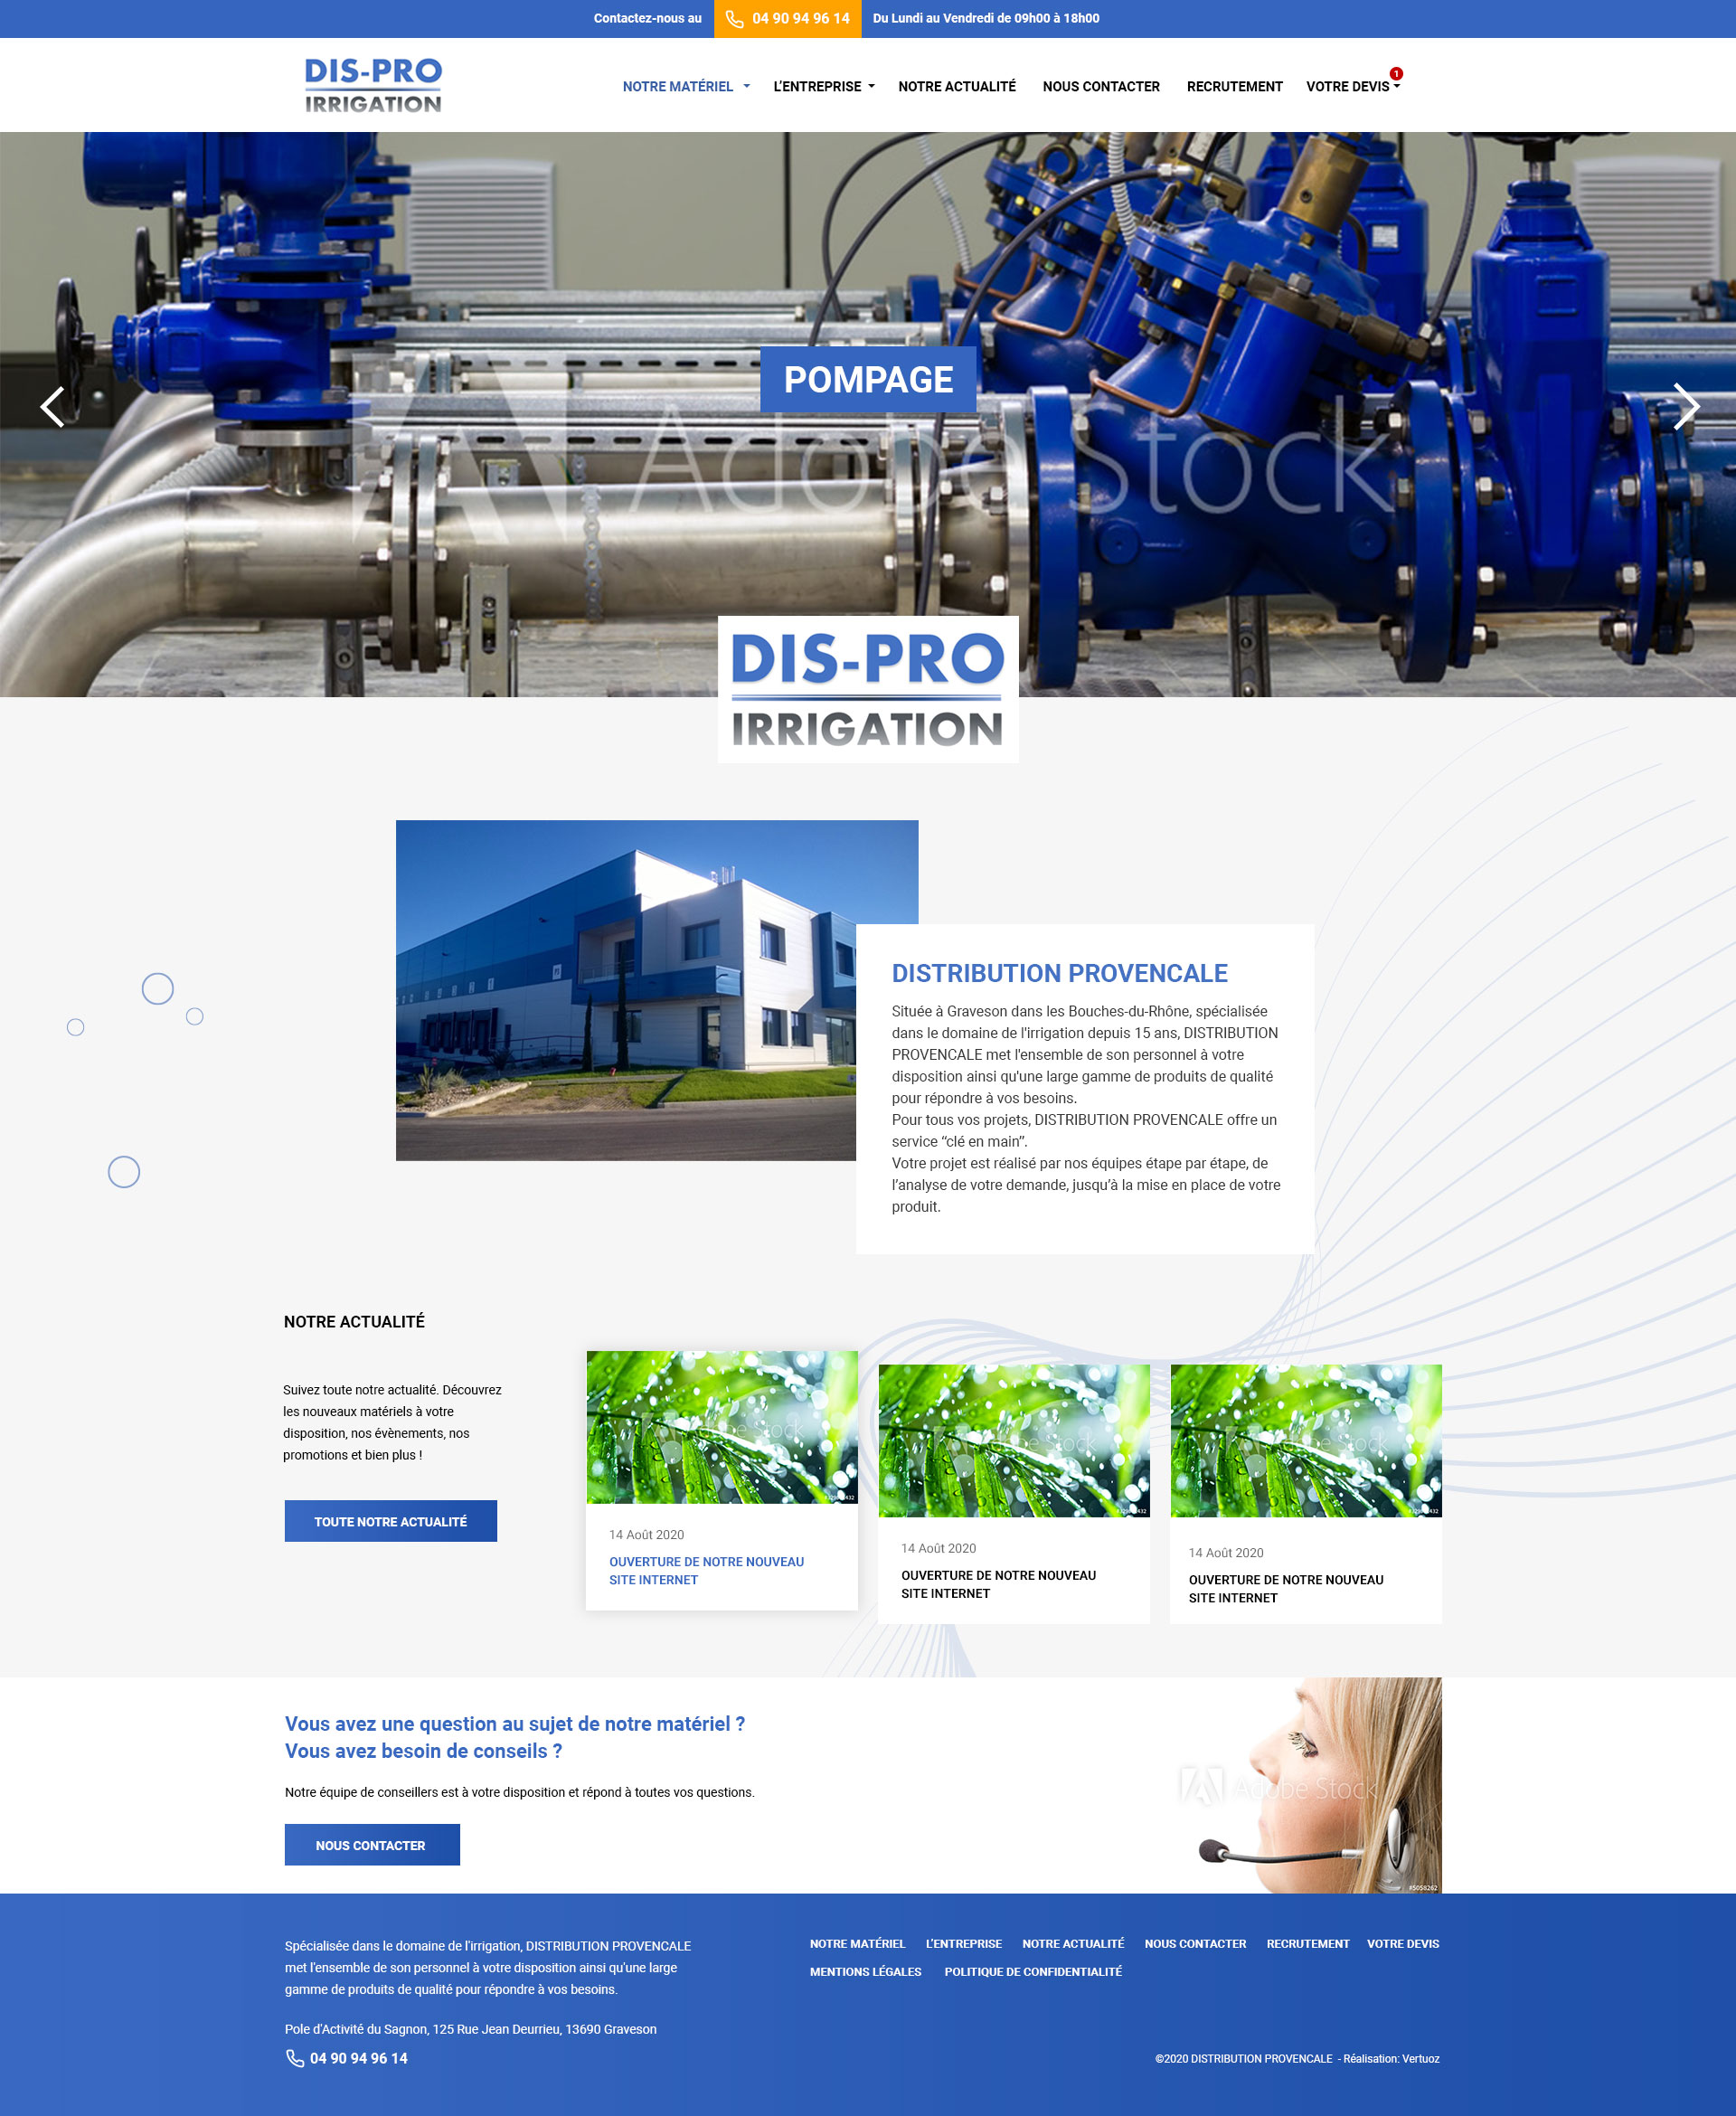 Contactez-nous au 04 90 94 96 14 Du Lundi au Vendredi de 09h00 à 18h00
DIS-PRO
IRRIGATION
NOTRE MATÉRIEL L'ENTREPRISE NOTRE ACTUALITÉ NOUS CONTACTER RECRUTEMENT VOTRE DEVIS 1
POMPAGE
Adobe Stock
DIS-PRO
IRRIGATION
DISTRIBUTION PROVENCALE
Située à Graveson dans les Bouches-du-Rhône, spécialisée
dans le domaine de l'irrigation depuis 15 ans, DISTRIBUTION
PROVENCALE met l'ensemble de son personnel à votre
disposition ainsi qu'une large gamme de produits de qualité
pour répondre à vos besoins.
Pour tous vos projets, DISTRIBUTION PROVENCALE offre un
service “clé en main”.
Votre projet est réalisé par nos équipes étape par étape, de
l’analyse de votre demande, jusqu’à la mise en place de votre
produit.
NOTRE ACTUALITÉ
Suivez toute notre actualité. Découvrez
les nouveaux matériels à votre
disposition, nos évènements, nos
promotions et bien plus !
TOUTE NOTRE ACTUALITÉ
Adobe Stock
14 Août 2020
OUVERTURE DE NOTRE NOUVEAU
SITE INTERNET
Adobe Stock
14 Août 2020
OUVERTURE DE NOTRE NOUVEAU
SITE INTERNET
Adobe Stock
14 Août 2020
OUVERTURE DE NOTRE NOUVEAU
SITE INTERNET
Vous avez une question au sujet de notre matériel ?
Vous avez besoin de conseils ?
Notre équipe de conseillers est à votre disposition et répond à toutes vos questions.
NOUS CONTACTER
Adobe Stock
#5058262
Spécialisée dans le domaine de l'irrigation, DISTRIBUTION PROVENCALE
met l'ensemble de son personnel à votre disposition ainsi qu'une large
gamme de produits de qualité pour répondre à vos besoins.
Pole d'Activité du Sagnon, 125 Rue Jean Deurrieu, 13690 Graveson
04 90 94 96 14
NOTRE MATÉRIEL L'ENTREPRISE NOTRE ACTUALITÉ NOUS CONTACTER RECRUTEMENT VOTRE DEVIS
MENTIONS LÉGALES POLITIQUE DE CONFIDENTIALITÉ
©2020 DISTRIBUTION PROVENCALE - Réalisation: Vertuoz